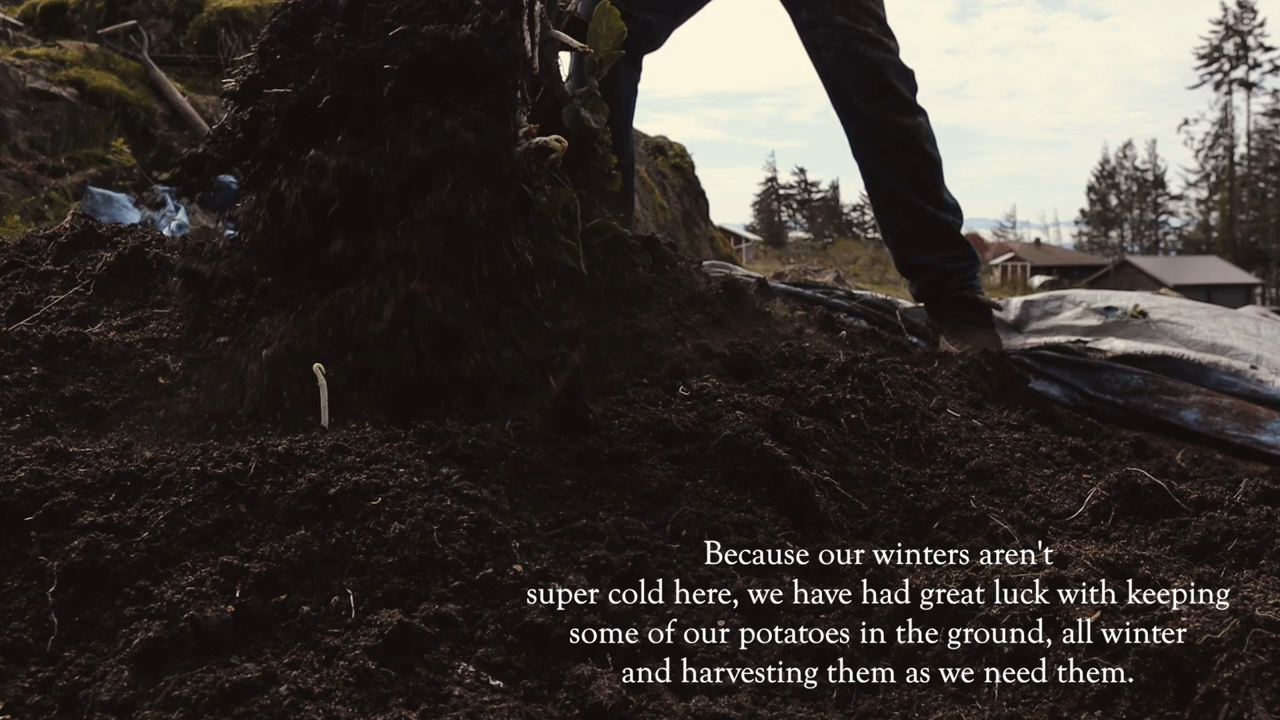 Because our winters aren't
super cold here, we have had great luck with keeping
some of our potatoes in the ground, all winter
and harvesting them as we need them.